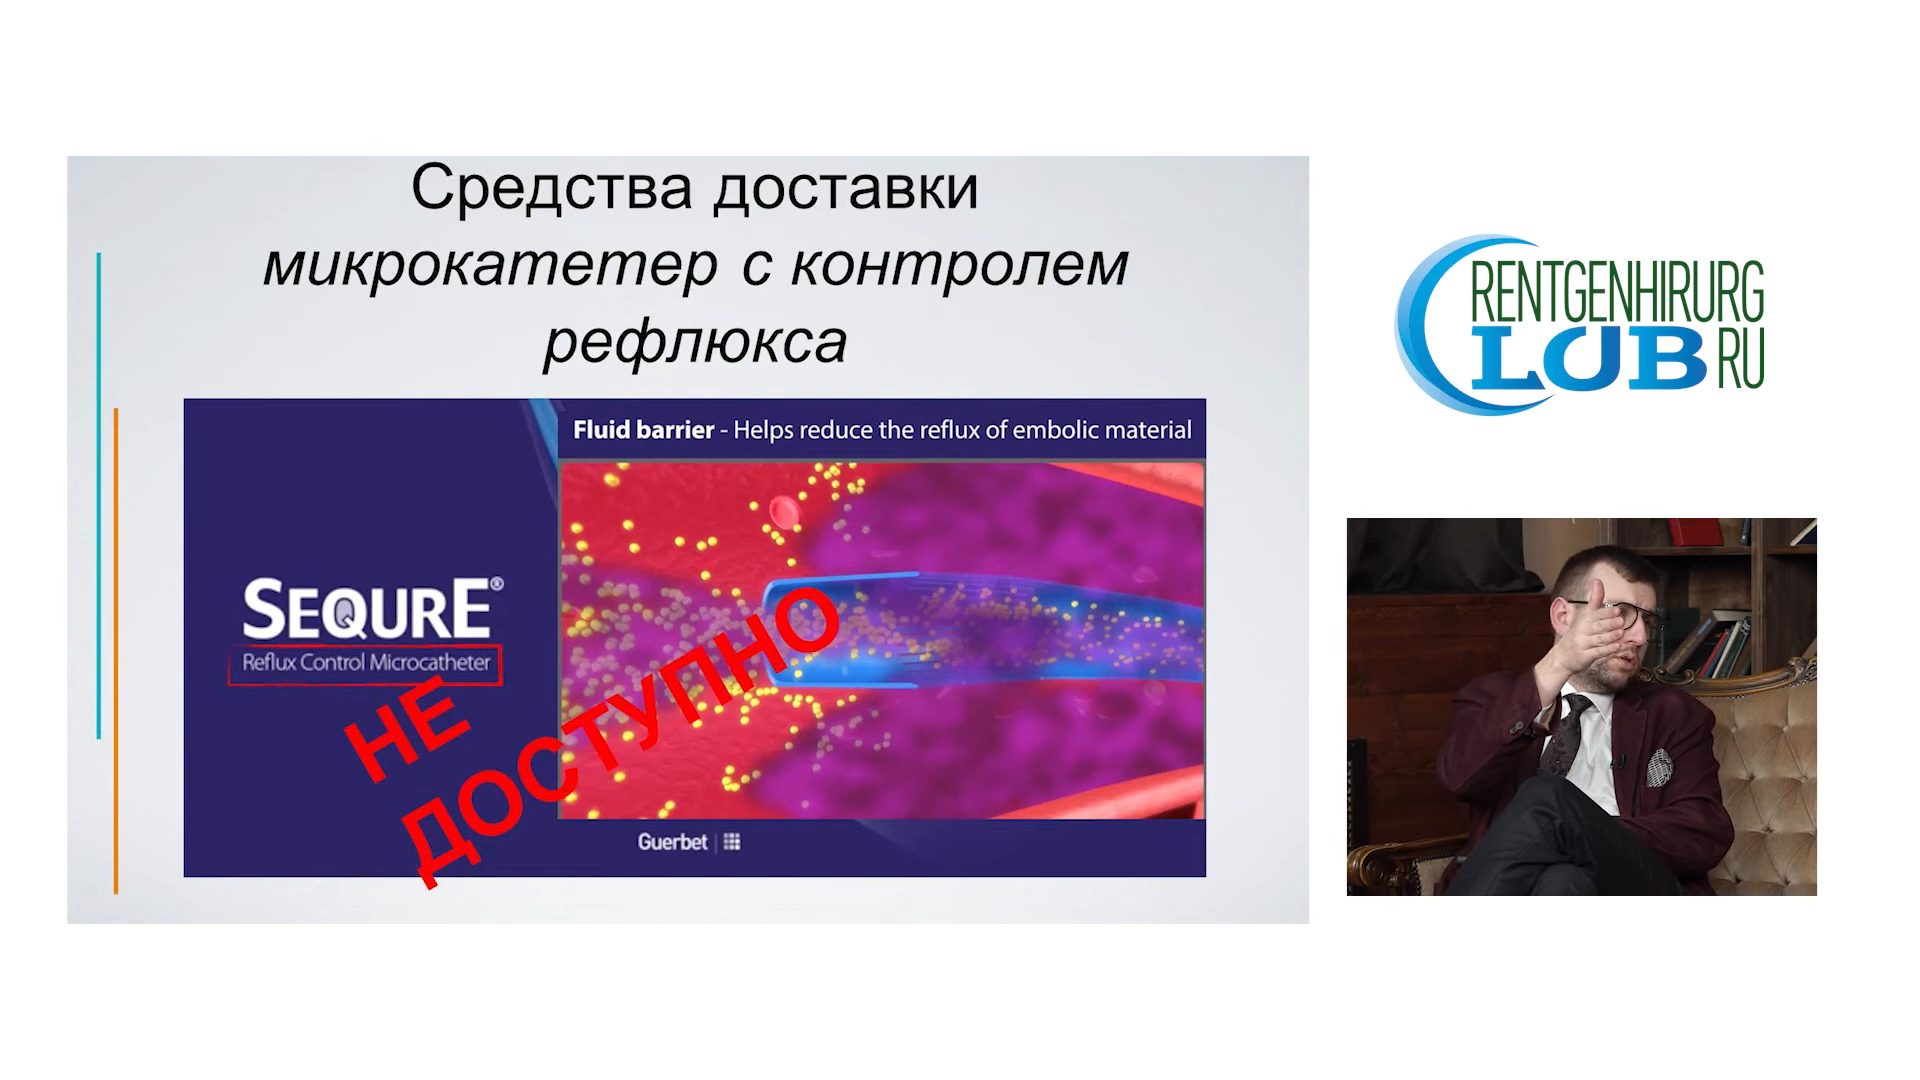 Средства доставки
микрокатетер с контролем
рефлюкса
Fluid barrier - Helps reduce the reflux of embolic material
SEQURE®
Reflux Control Microcatheter
НЕ
ДОСТУПНО
Guerbet
RENTGENHIRURG
CLUB RU